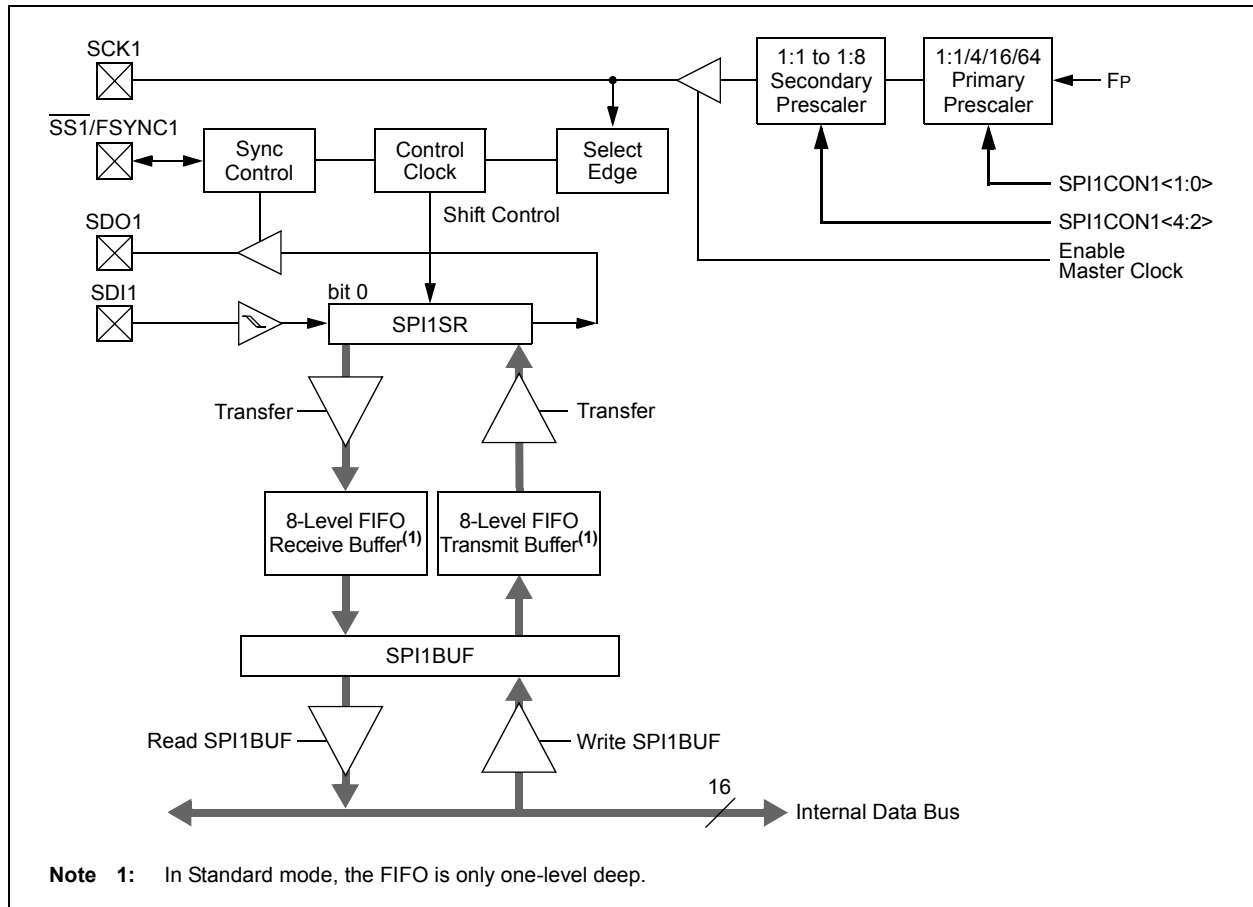 SCK1
1:1 to 1:8
Secondary
Prescaler
1:1/4/16/64
Primary
Prescaler
FP
SS1/FSYNC1
Sync
Control
Control
Clock
Select
Edge
SPI1CON1<1:0>
Shift Control
SPI1CON1<4:2>
SDO1
Enable
Master Clock
SDI1
bit 0
SPI1SR
Transfer
Transfer
8-Level FIFO
Receive Buffer(1)
8-Level FIFO
Transmit Buffer(1)
SPI1BUF
Read SPI1BUF
Write SPI1BUF
16
Internal Data Bus
Note 1: In Standard mode, the FIFO is only one-level deep.